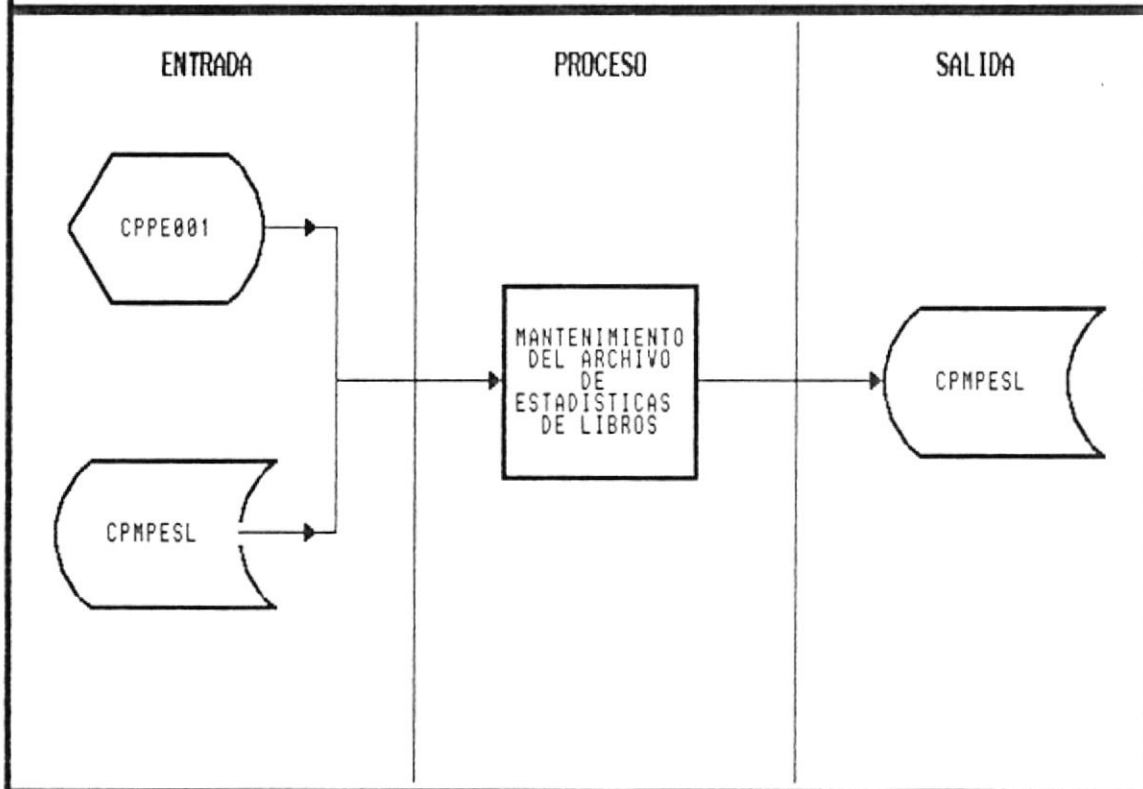 ENTRADA
PROCESO
SALIDA
CPPE001
MANTENIMIENTO
DEL ARCHIVO
DE
ESTADISTICAS
DE LIBROS
CPMPESL
CPMPESL